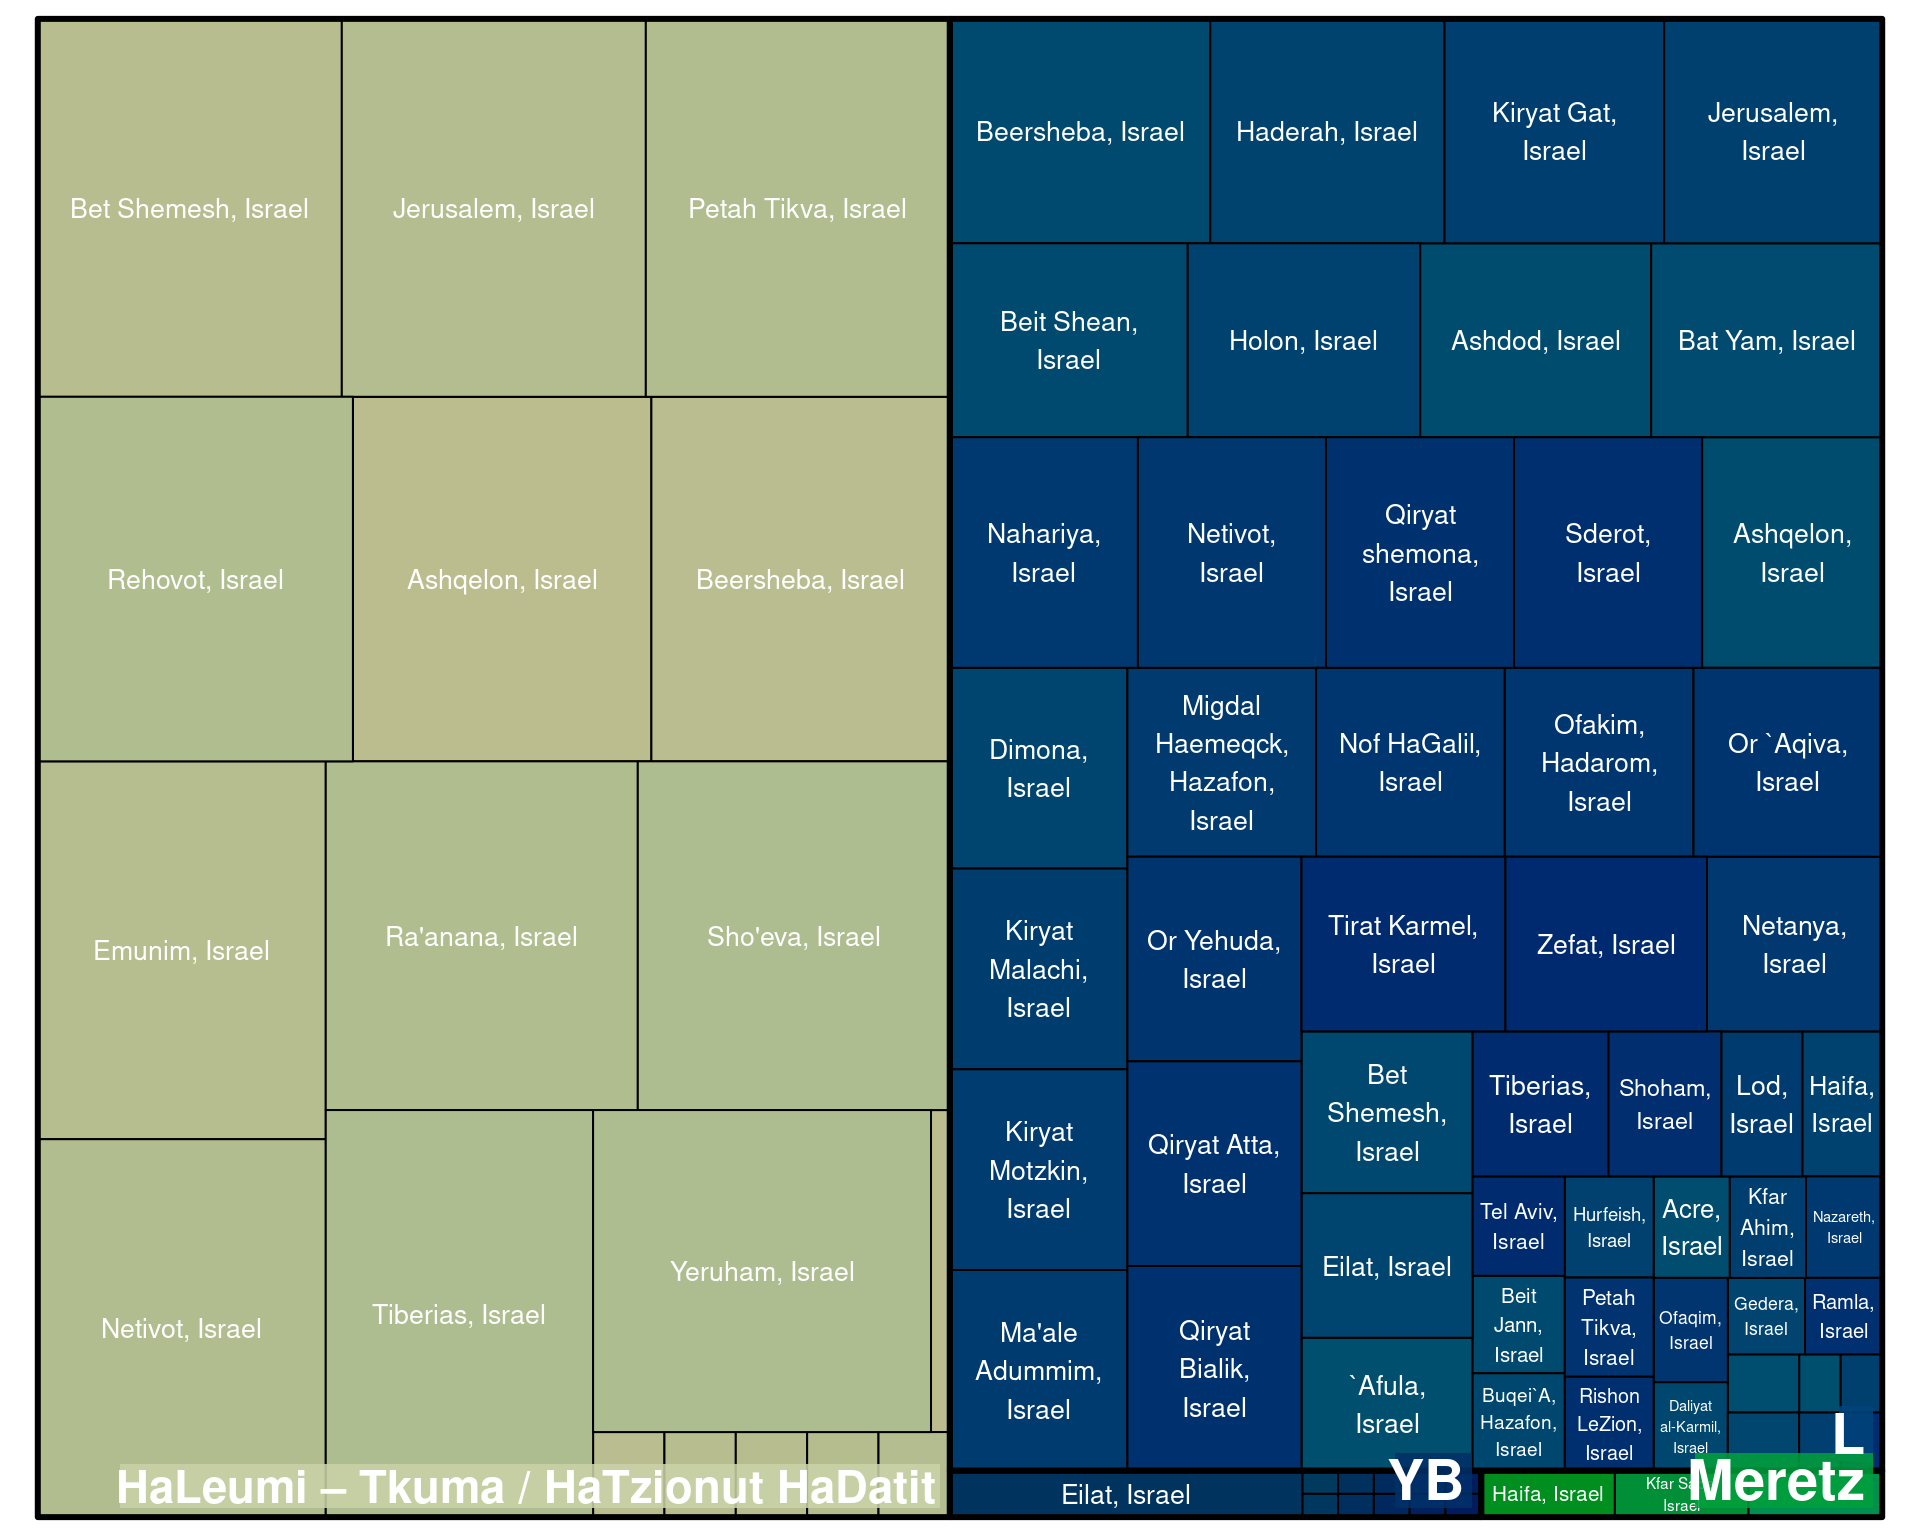 Bet Shemesh, Israel
Jerusalem, Israel
Petah Tikva, Israel
Rehovot, Israel
Ashqelon, Israel
Beersheba, Israel
Emunim, Israel
Ra'anana, Israel
Sho'eva, Israel
Netivot, Israel
Tiberias, Israel
Yeruham, Israel
HaLeumi – Tkuma / HaTzionut HaDatit
Beersheba, Israel
Haderah, Israel
Kiryat Gat,
Israel
Jerusalem,
Israel
Beit Shean,
Israel
Holon, Israel
Ashdod, Israel
Bat Yam, Israel
Nahariya,
Israel
Netivot,
Israel
Qiryat
shemona,
Israel
Sderot,
Israel
Ashqelon,
Israel
Dimona,
Israel
Migdal
Haemeqck,
Hazafon,
Israel
Nof HaGalil,
Israel
Ofakim,
Hadarom,
Israel
Or `Aqiva,
Israel
Kiryat
Malachi,
Israel
Or Yehuda,
Israel
Tirat Karmel,
Israel
Zefat, Israel
Netanya,
Israel
Kiryat
Motzkin,
Israel
Qiryat Atta,
Israel
Bet
Shemesh,
Israel
Tiberias,
Israel
Shoham,
Israel
Lod,
Israel
Haifa,
Israel
Tel Aviv,
Israel
Hurfeish,
Israel
Acre,
Israel
Kfar
Ahim,
Israel
Nazareth,
Israel
Ma'ale
Adummim,
Israel
Qiryat
Bialik,
Israel
Eilat, Israel
`Afula,
Israel
Beit
Jann,
Israel
Petah
Tikva,
Israel
Ofaqim,
Israel
Gedera,
Israel
Ramla,
Israel
Buqei`A,
Hazafon,
Israel
Rishon
LeZion,
Israel
Daliyat
al-Karmil,
Israel
L
Eilat, Israel
YB
Haifa, Israel
Kfar
Israel
Meretz